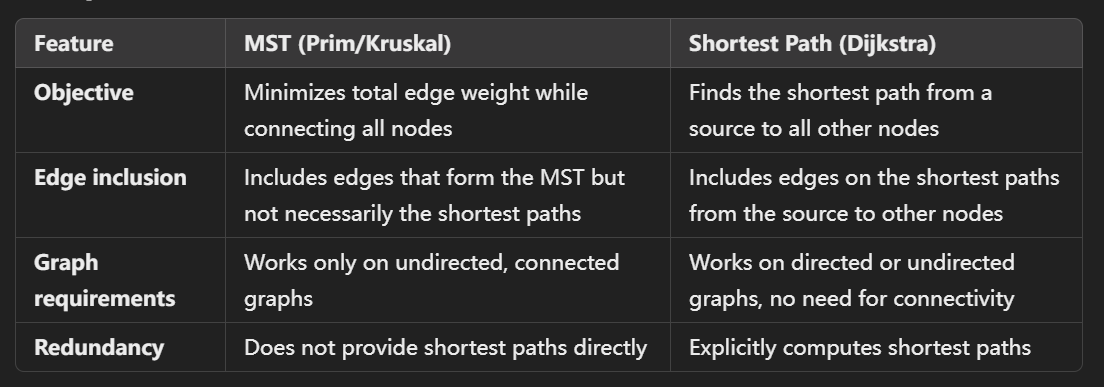 Feature MST (Prim/Kruskal) Shortest Path (Dijkstra)
Objective Minimizes total edge weight while Finds the shortest path from a
connecting all nodes source to all other nodes
Edge inclusion Includes edges that form the MST but Includes edges on the shortest paths
not necessarily the shortest paths from the source to other nodes
Graph Works only on undirected, connected Works on directed or undirected
requirements graphs graphs, no need for connectivity
Redundancy Does not provide shortest paths directly Explicitly computes shortest paths